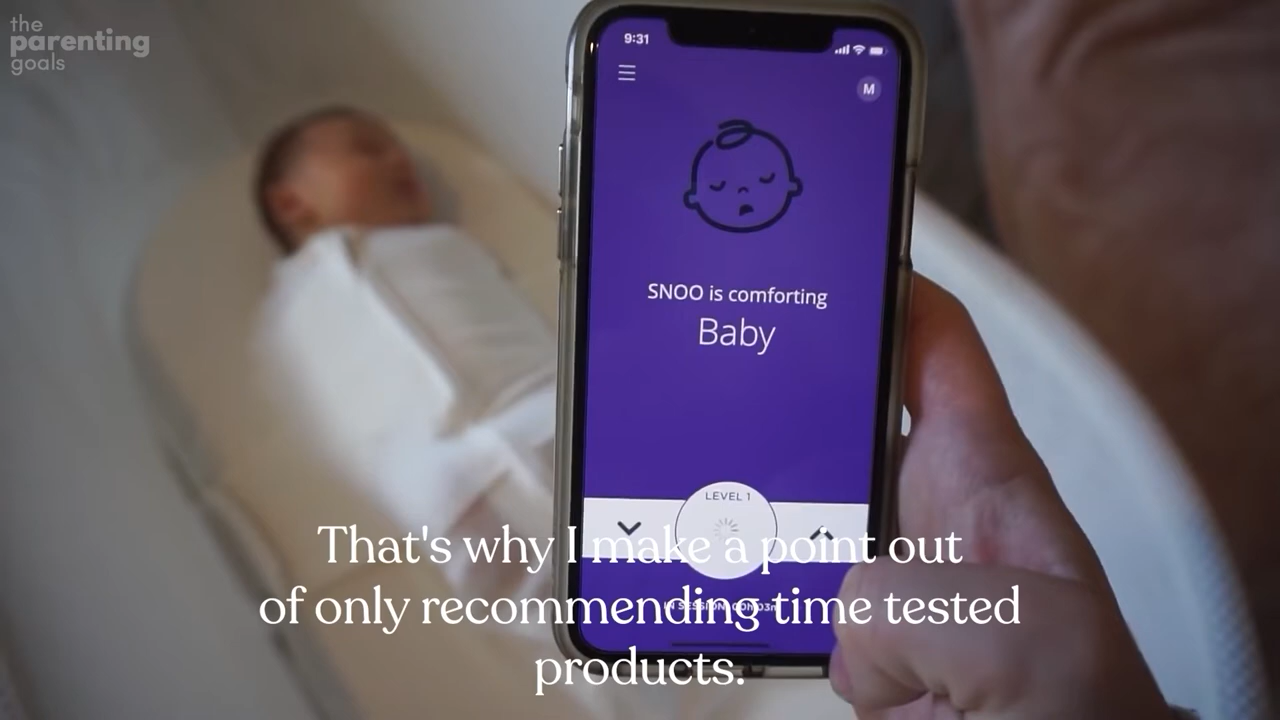 the
parenting
goals
9:31
M
SNOO is comforting
Baby
LEVEL 1
That's why I make a point out
of only recommending time tested
products.